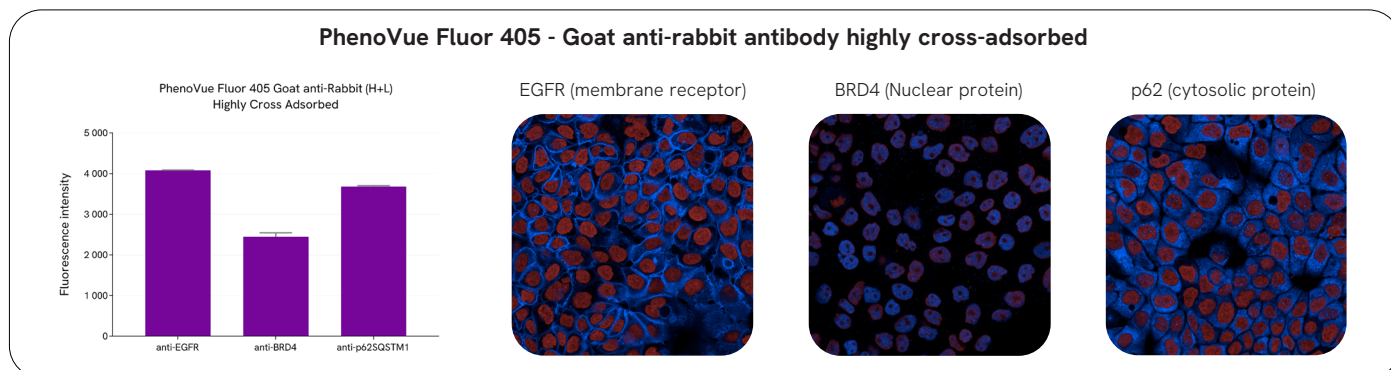 PhenoVue Fluor 405 - Goat anti-rabbit antibody highly cross-adsorbed
PhenoVue Fluor 405 Goat anti-Rabbit (H+L)
Highly Cross Adsorbed
Fluorescence intensity
5 000
4 000
3 000
2 000
1 000
0
anti-EGFR
anti-BRD4
anti-p62SQSTM1
EGFR (membrane receptor)
BRD4 (Nuclear protein)
p62 (cytosolic protein)